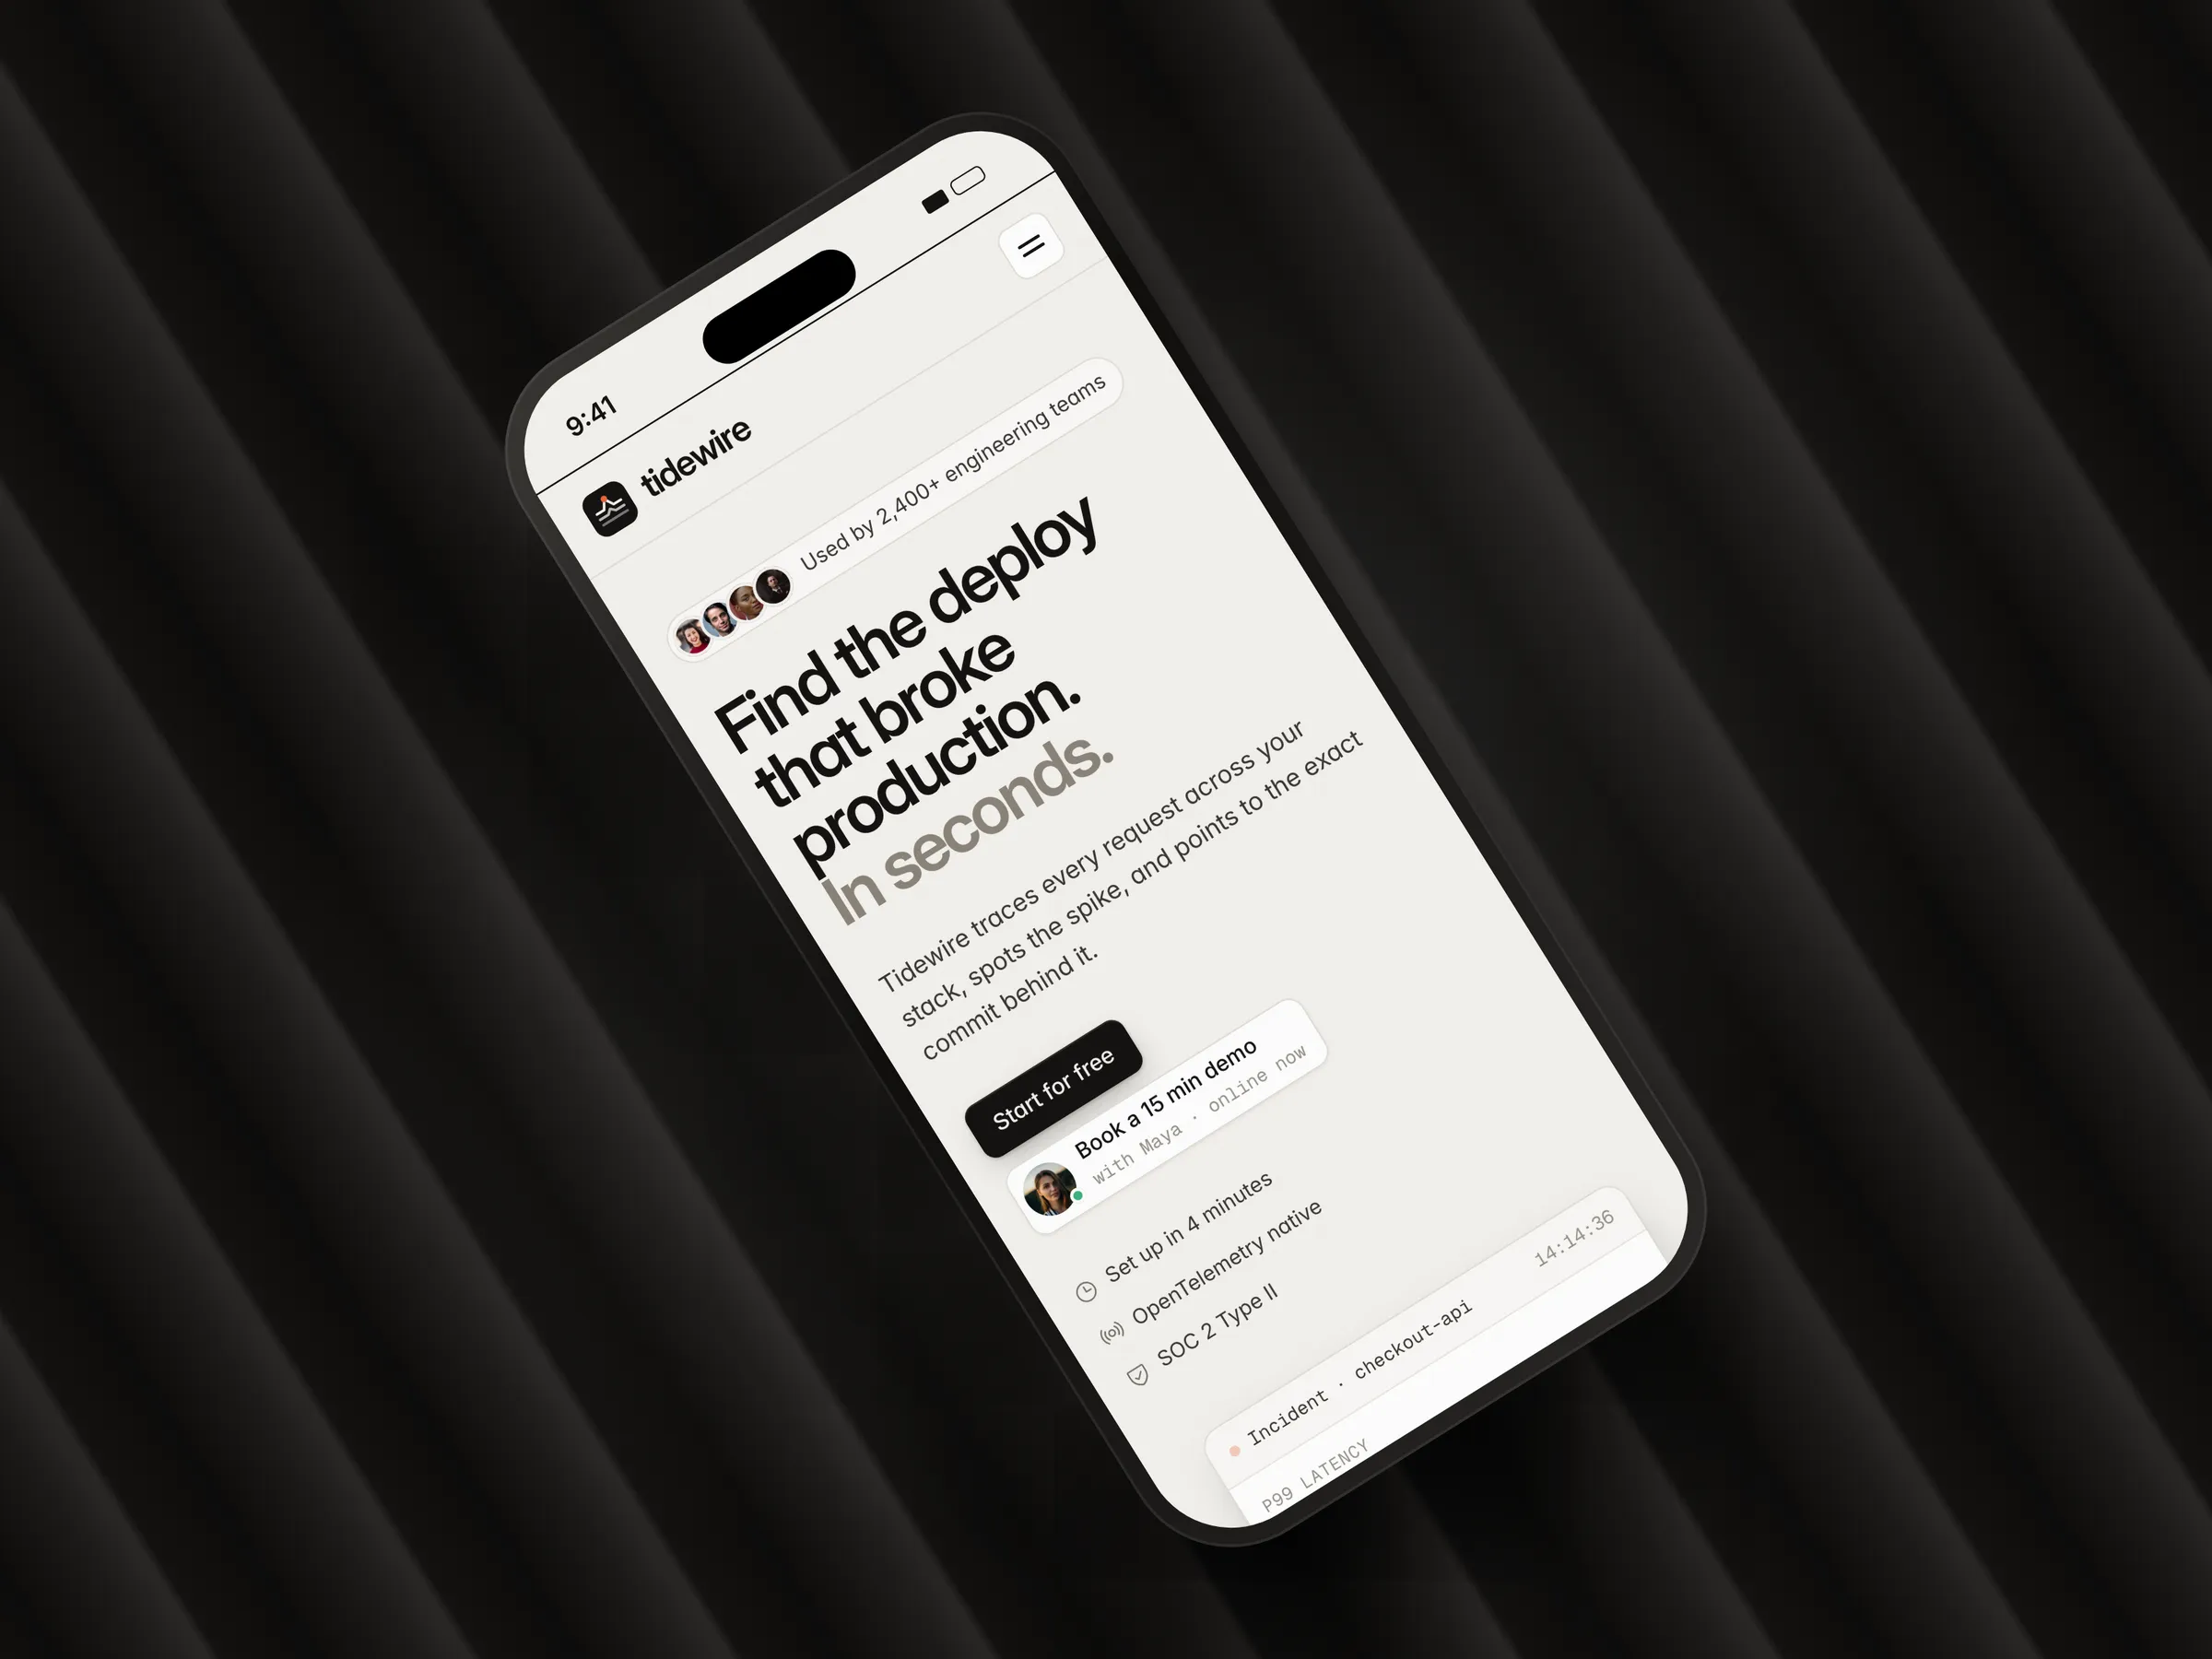 9:41
tidewire
Used by 2,400+ engineering teams
Find the deploy
that broke
production.
In seconds.
Tidewire traces every request across your
stack, spots the spike, and points to the exact
commit behind it.
Start for free
Book a 15 min demo
with Maya · online now
Set up in 4 minutes
OpenTelemetry native
SOC 2 Type II
Incident · checkout-api
14:14:36
P99 LATENCY